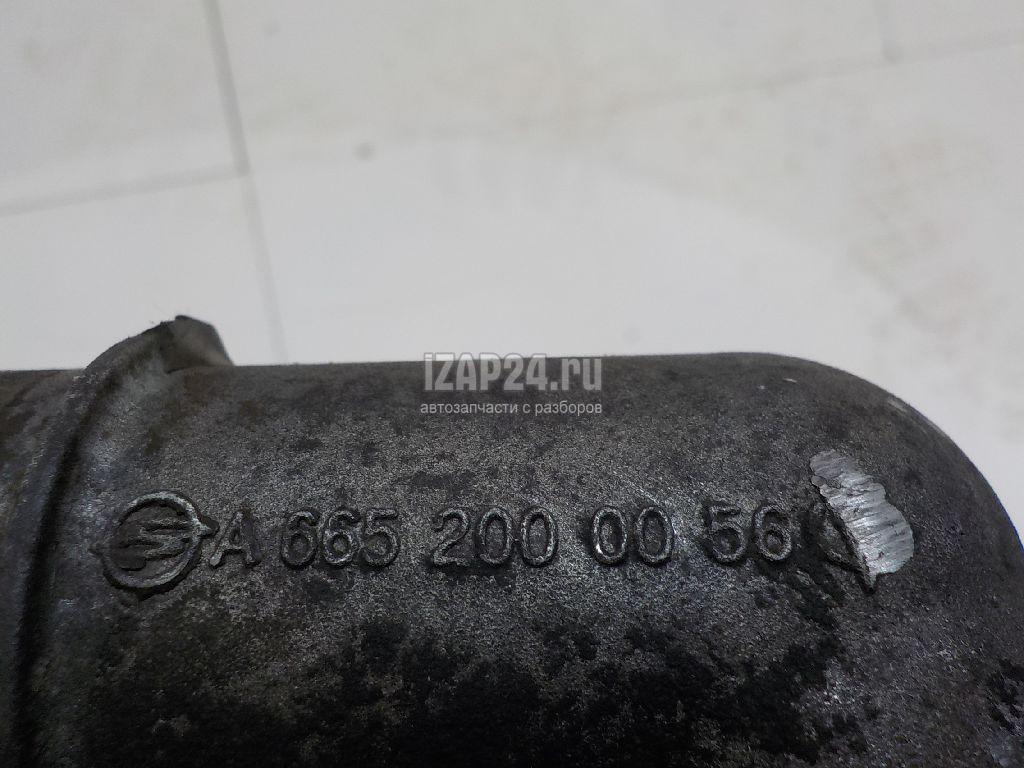 iZAP24.ru
автозапчасти с разборов
A 665 200 00 56